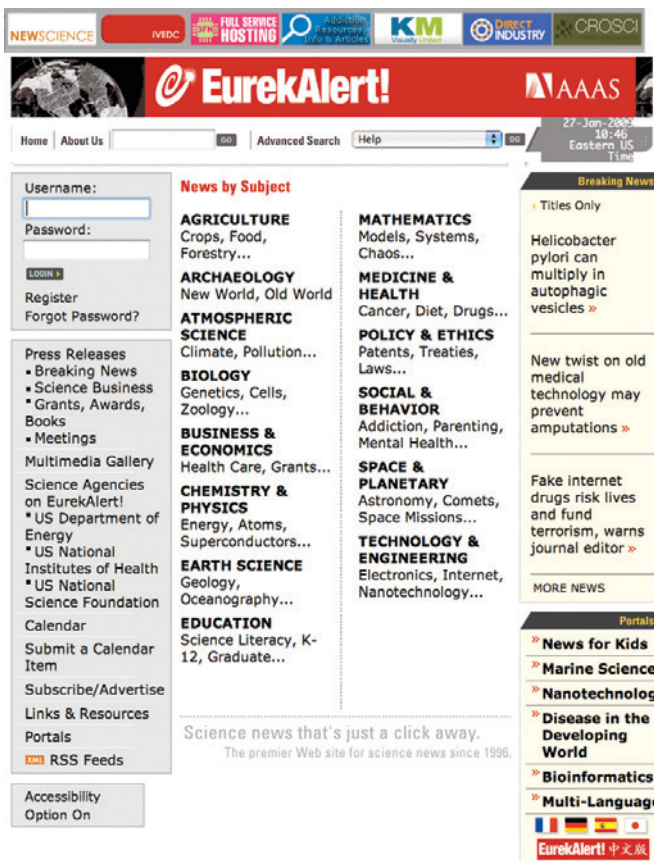 NEWSCIENCE
IVEDC
FULL SERVICE
HOSTING
Addiction
Resources
Info & Articles
KM
Visually United
DIRECT
INDUSTRY
CROSCI
EurekAlert!
AAAS
Home
About Us
GO
Advanced Search
Help
GO
27-Jan-2009
10:46
Eastern US
Time
Username:
Password:
LOGIN
Register
Forgot Password?
Press Releases
▪ Breaking News
▪ Science Business
▪ Grants, Awards,
Books
▪ Meetings
Multimedia Gallery
Science Agencies
on EurekAlert!
▪ US Department of
Energy
▪ US National
Institutes of Health
▪ US National
Science Foundation
Calendar
Submit a Calendar
Item
Subscribe/Advertise
Links & Resources
Portals
XML RSS Feeds
Accessibility
Option On
News by Subject
AGRICULTURE
Crops, Food,
Forestry...
ARCHAEOLOGY
New World, Old World
ATMOSPHERIC
SCIENCE
Climate, Pollution...
BIOLOGY
Genetics, Cells,
Zoology...
BUSINESS &
ECONOMICS
Health Care, Grants...
CHEMISTRY &
PHYSICS
Energy, Atoms,
Superconductors...
EARTH SCIENCE
Geology,
Oceanography...
EDUCATION
Science Literacy, K-
12, Graduate...
MATHEMATICS
Models, Systems,
Chaos...
MEDICINE &
HEALTH
Cancer, Diet, Drugs...
POLICY & ETHICS
Patents, Treaties,
Laws...
SOCIAL &
BEHAVIOR
Addiction, Parenting,
Mental Health...
SPACE &
PLANETARY
Astronomy, Comets,
Space Missions...
TECHNOLOGY &
ENGINEERING
Electronics, Internet,
Nanotechnology...
Science news that's just a click away.
The premier Web site for science news since 1996.
Breaking News
Titles Only
Helicobacter
pylori can
multiply in
autophagic
vesicles »
New twist on old
medical
technology may
prevent
amputations »
Fake internet
drugs risk lives
and fund
terrorism, warns
journal editor »
MORE NEWS
Portals
» News for Kids
» Marine Science
» Nanotechnolog
» Disease in the
Developing
World
» Bioinformatics
» Multi-Language
EurekAlert! 中文版